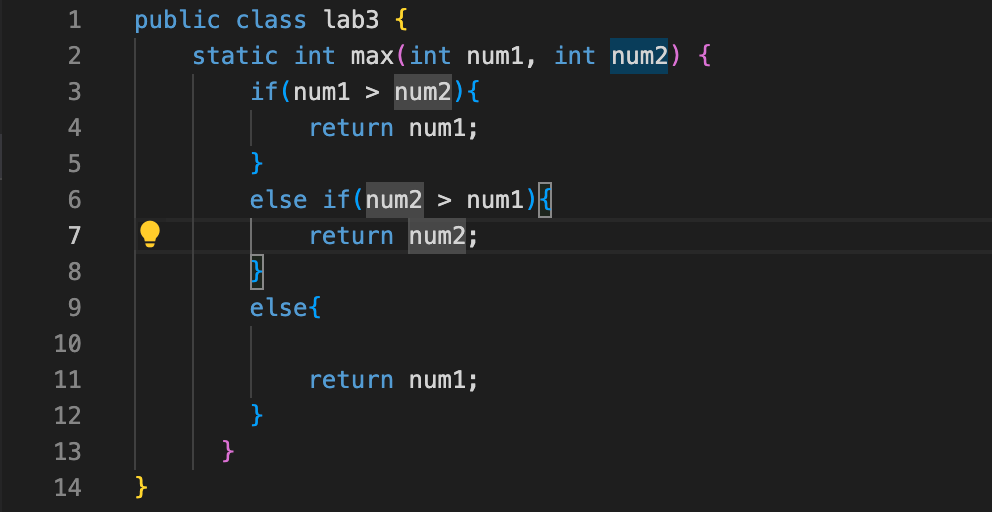 1 public class lab3 {
2 static int max(int num1, int num2) {
3 if(num1 > num2){
4 return num1;
5 }
6 else if(num2 > num1){
7 return num2;
8 }
9 else{
10
11 return num1;
12 }
13 }
14 }